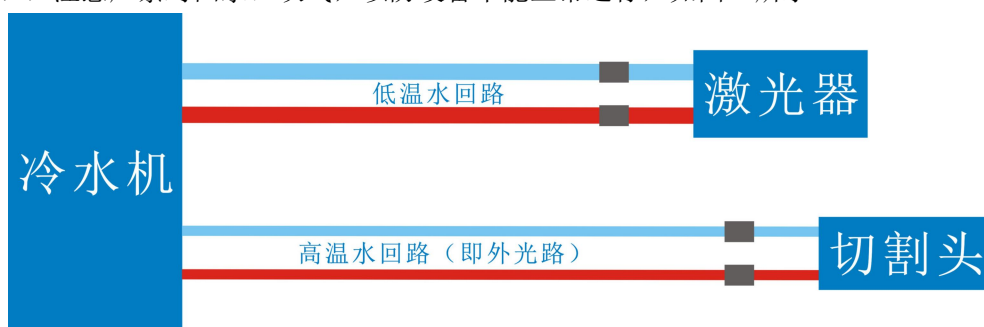 低温水回路
激光器
冷水机
高温水回路（即外光路）
切割头